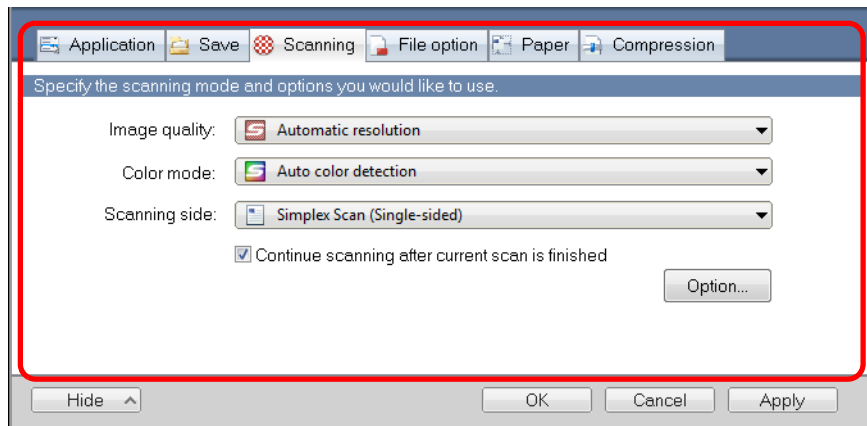 Application Save Scanning File option Paper Compression
Specify the scanning mode and options you would like to use.
Image quality: Automatic resolution
Color mode: Auto color detection
Scanning side: Simplex Scan (Single-sided)
Continue scanning after current scan is finished
Option...
Hide OK Cancel Apply